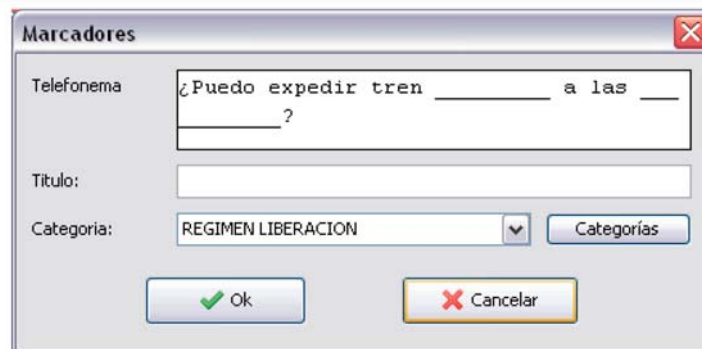 Marcadores
Telefonema
¿Puedo expedir tren _________ a las ___
________?
Titulo:
Categoria: REGIMEN LIBERACION Categorías
Ok Cancelar